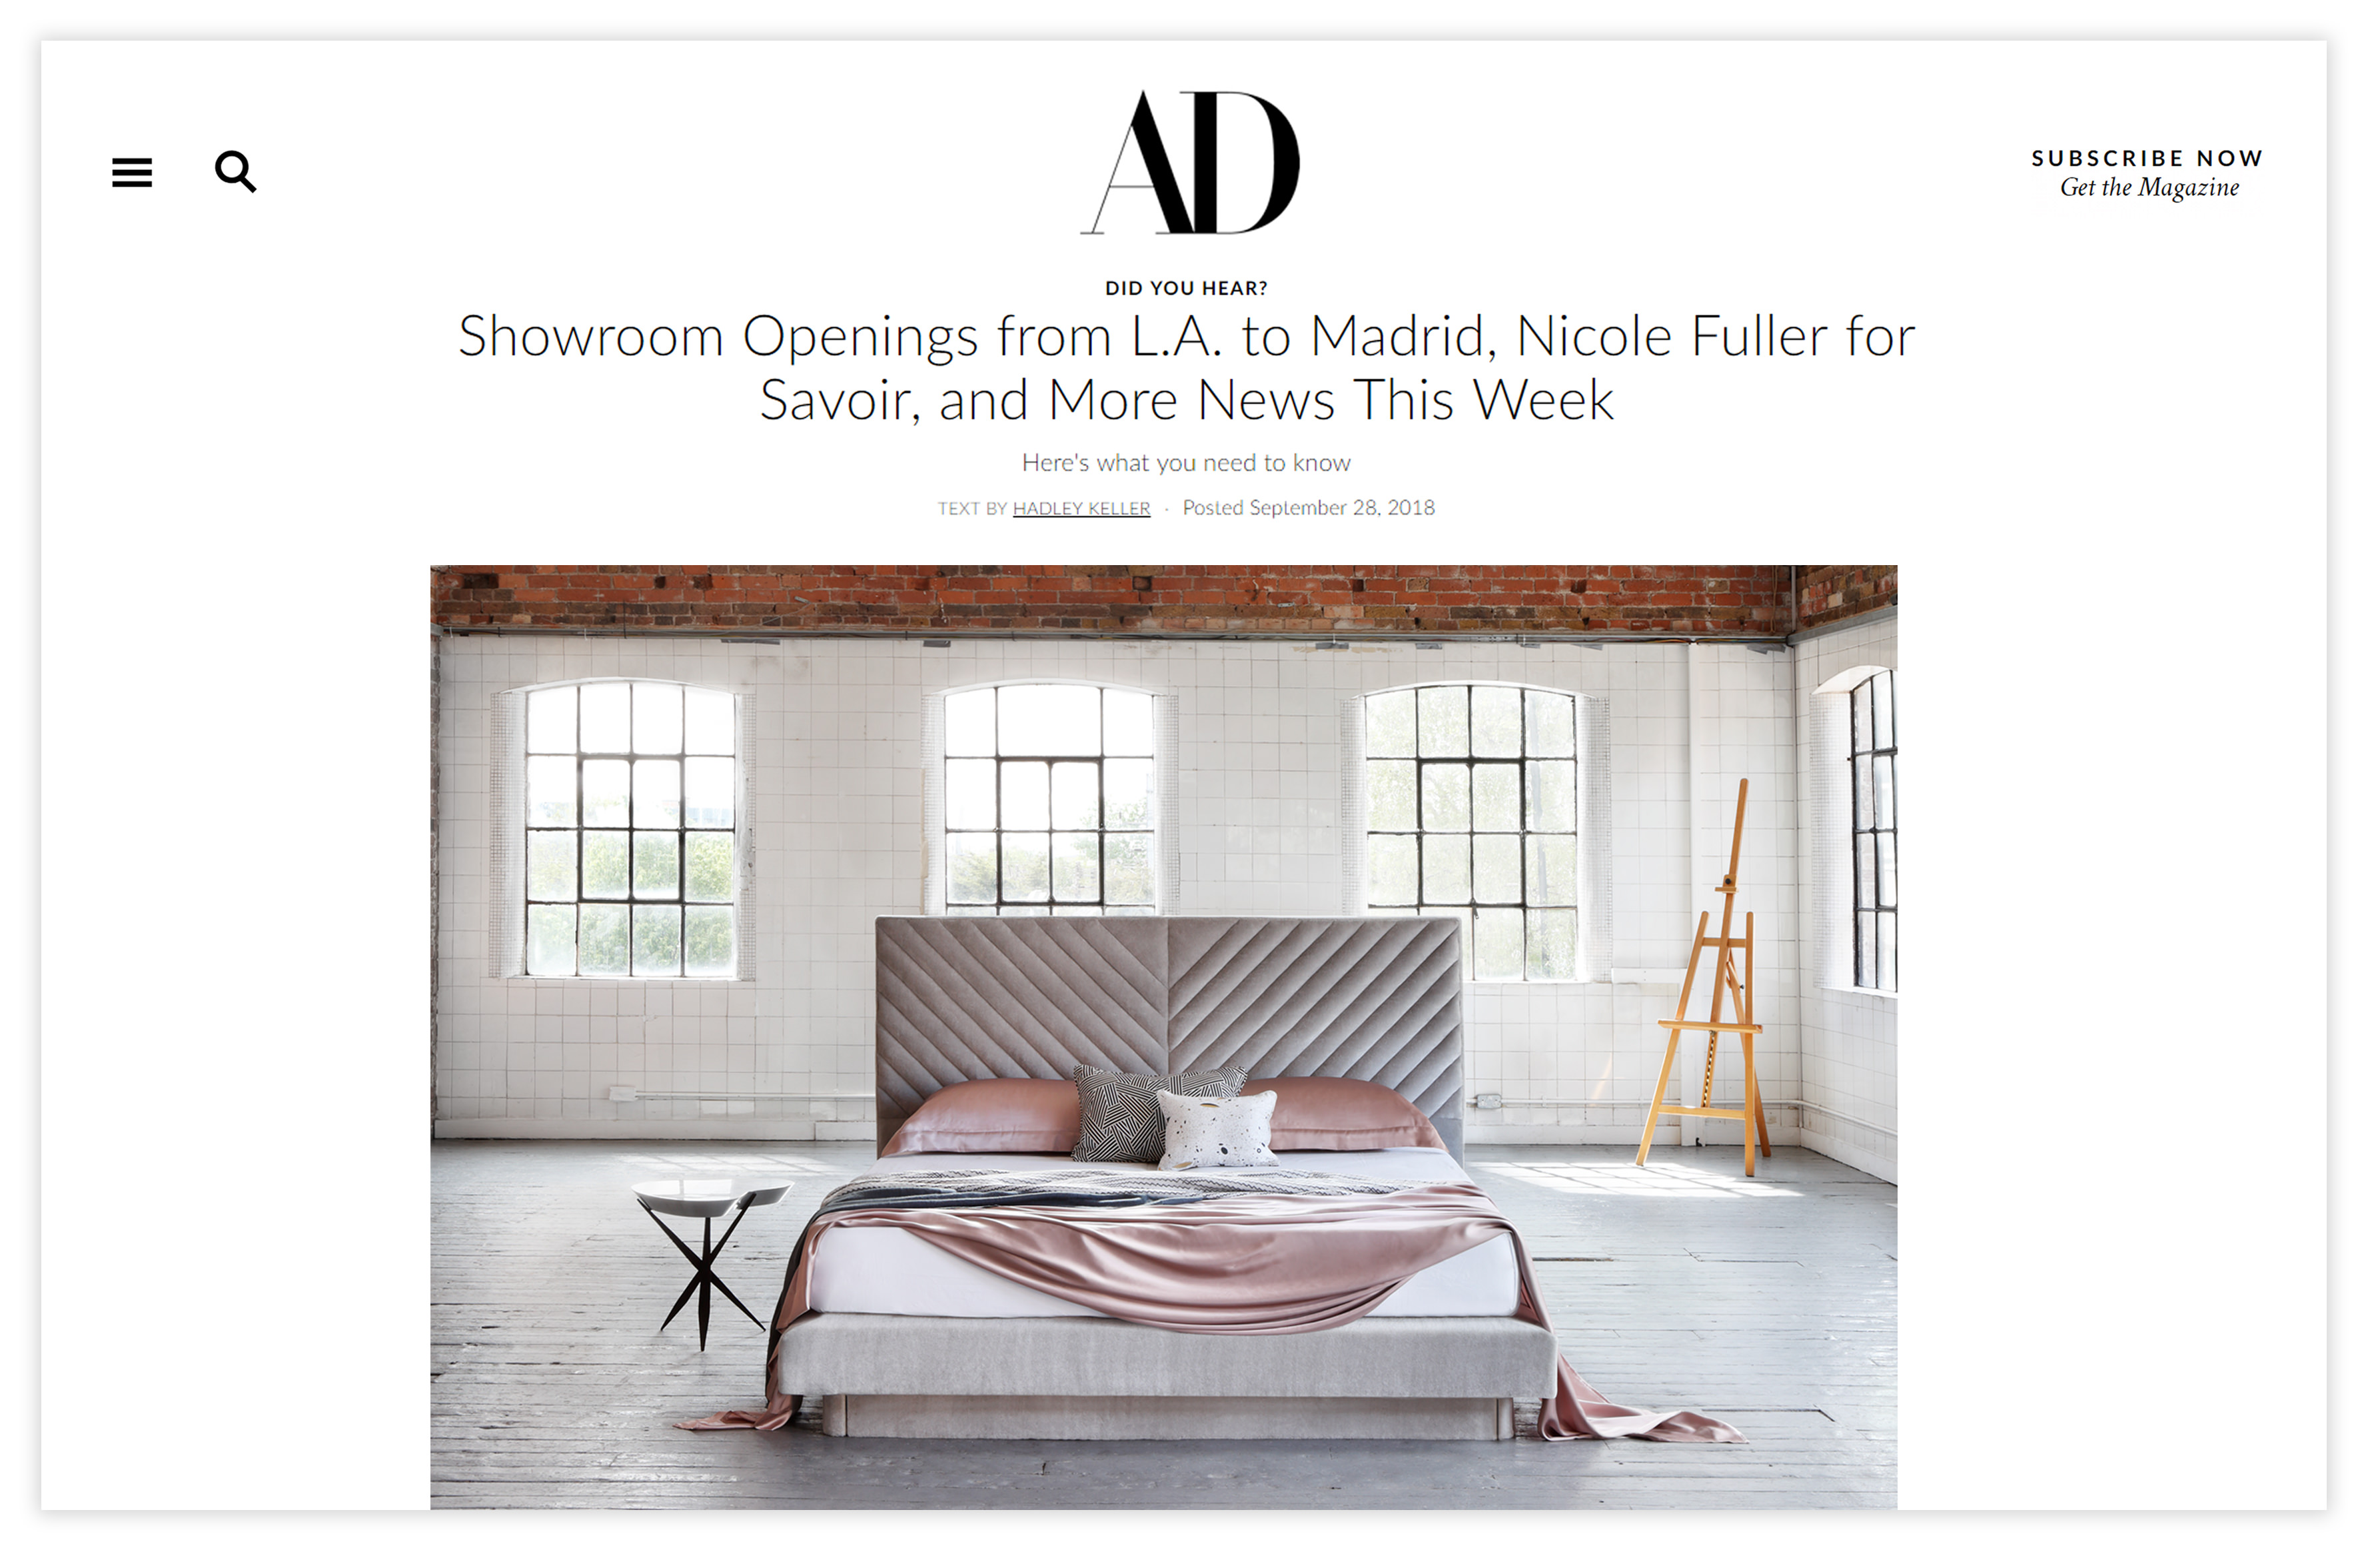 AD
SUBSCRIBE NOW
Get the Magazine
DID YOU HEAR?
Showroom Openings from L.A. to Madrid, Nicole Fuller for
Savoir, and More News This Week
Here's what you need to know
TEXT BY HADLEY KELLER · Posted September 28, 2018